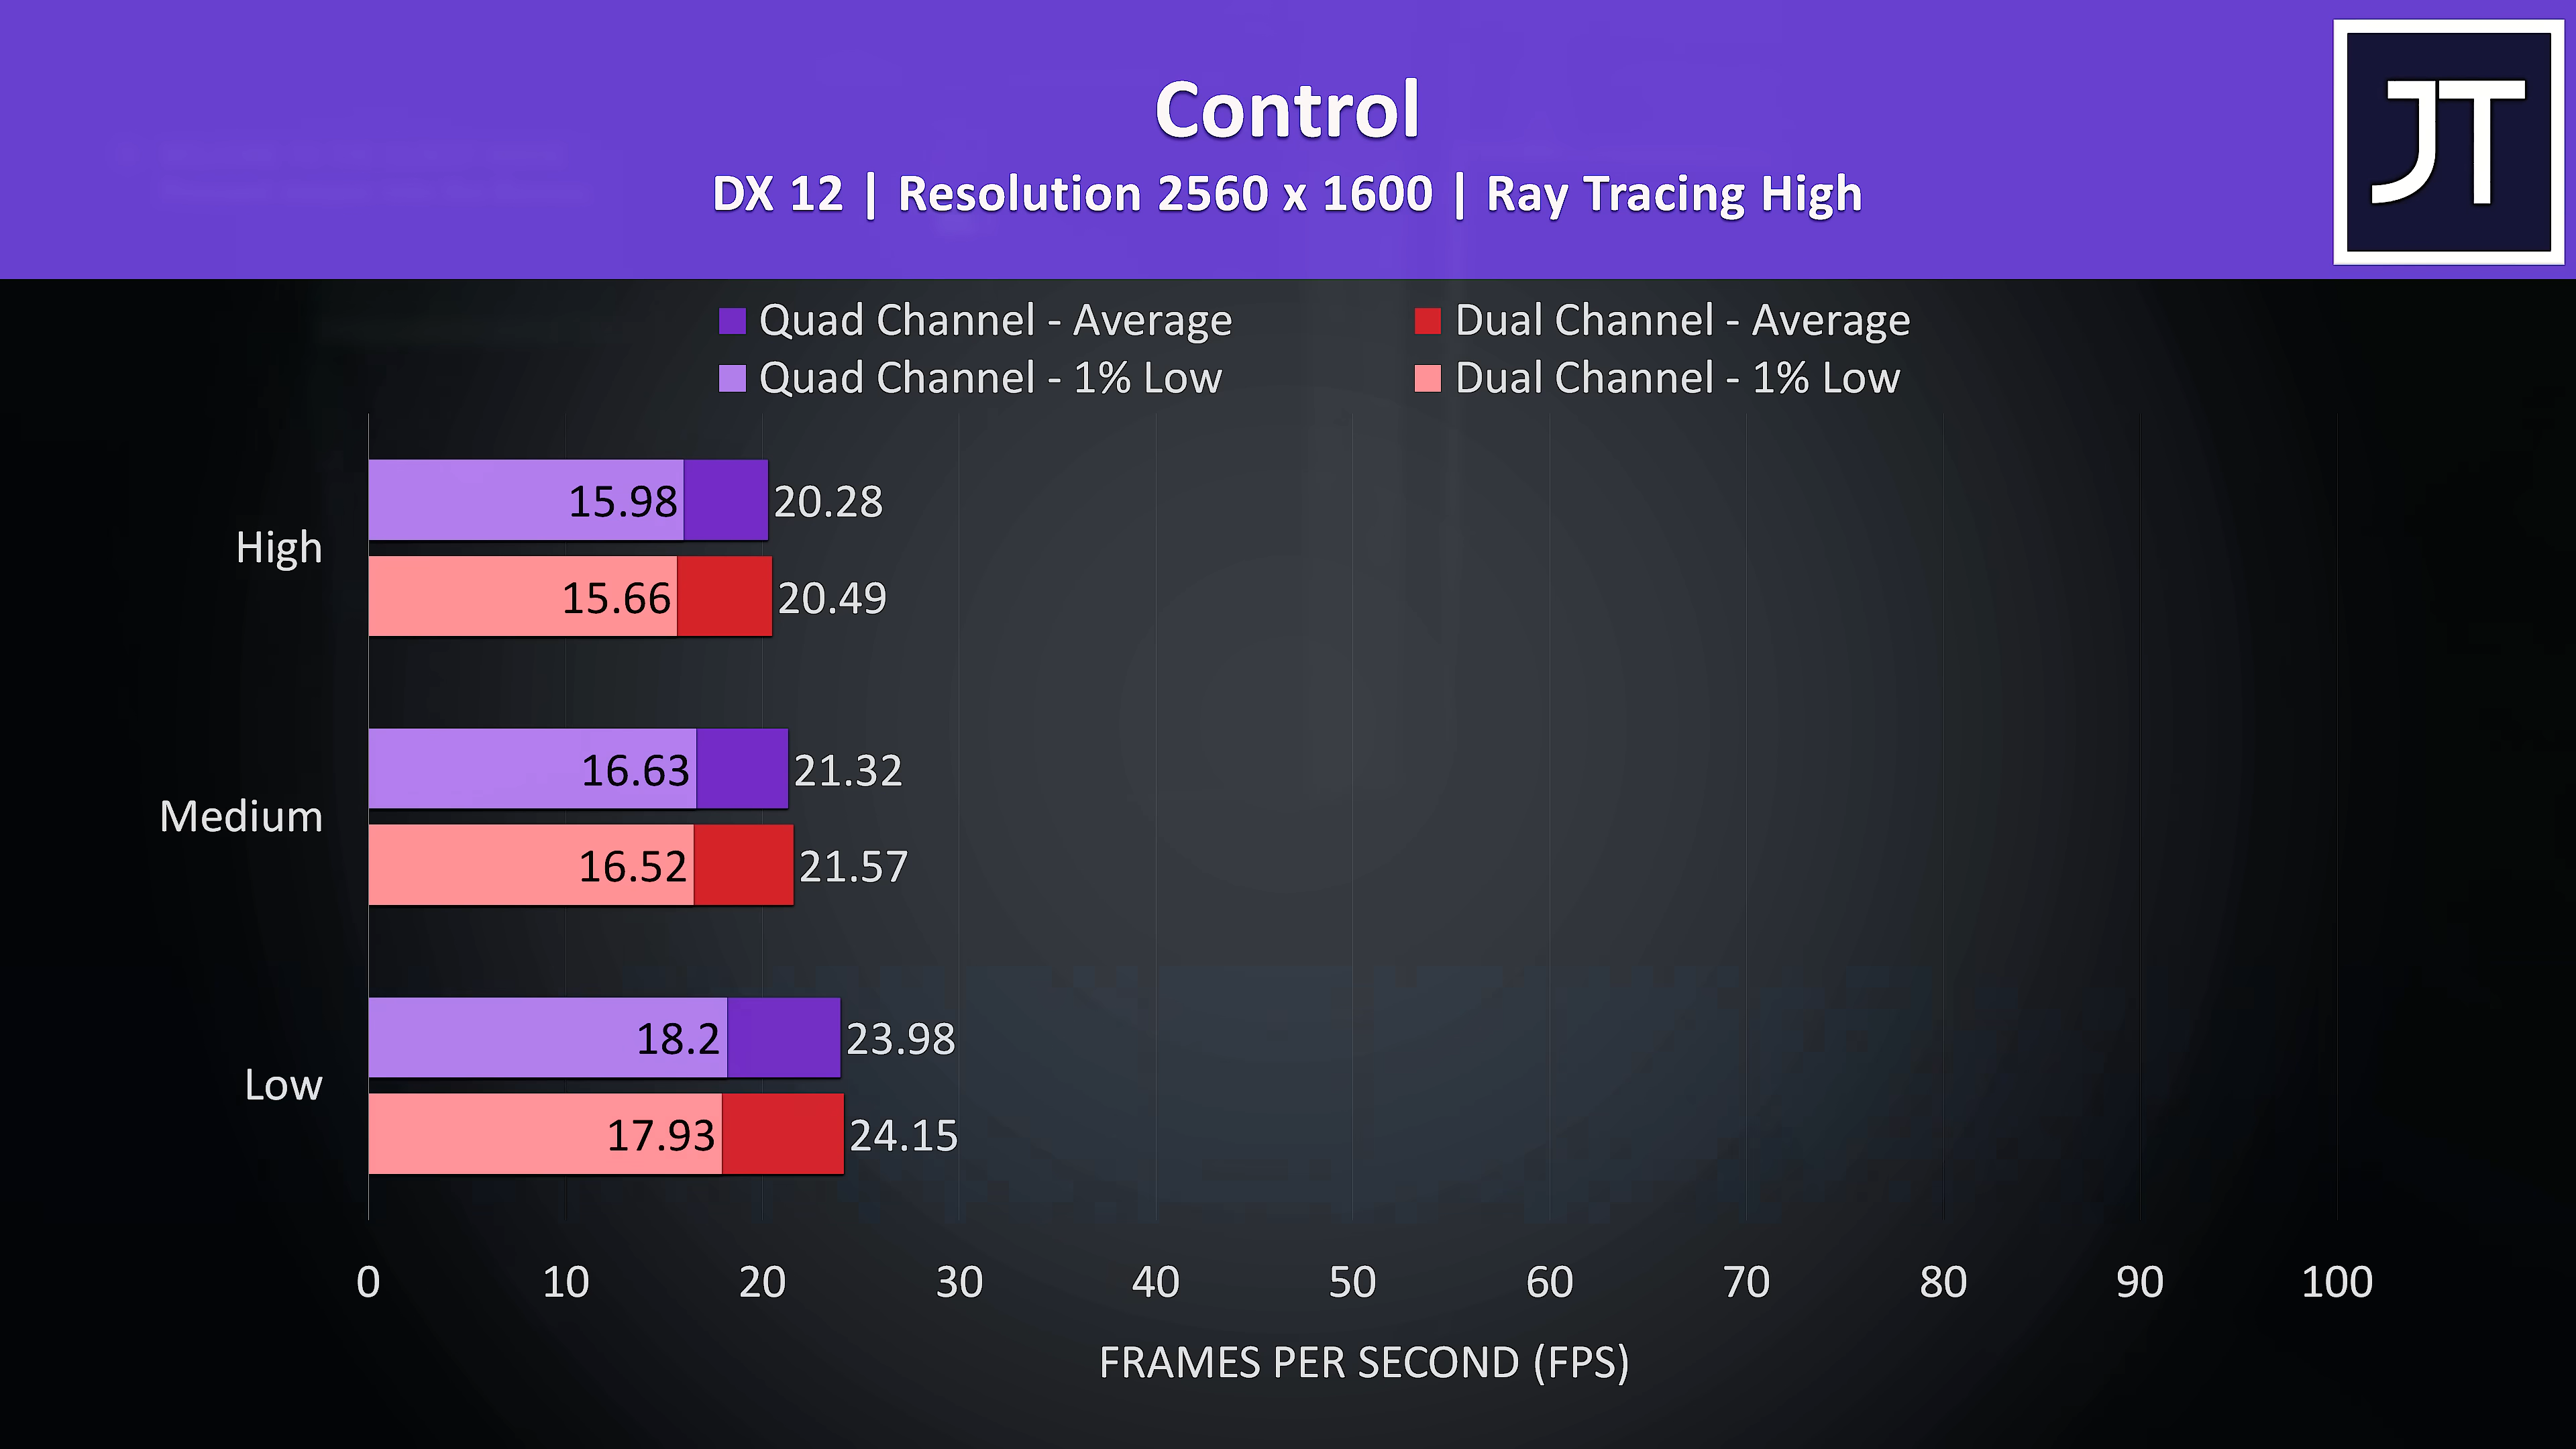 Control
DX 12 | Resolution 2560 x 1600 | Ray Tracing High
JT
Quad Channel - Average
Dual Channel - Average
Quad Channel - 1% Low
Dual Channel - 1% Low
High
15.98 20.28
15.66 20.49
Medium
16.63 21.32
16.52 21.57
Low
18.2 23.98
17.93 24.15
0 10 20 30 40 50 60 70 80 90 100
FRAMES PER SECOND (FPS)